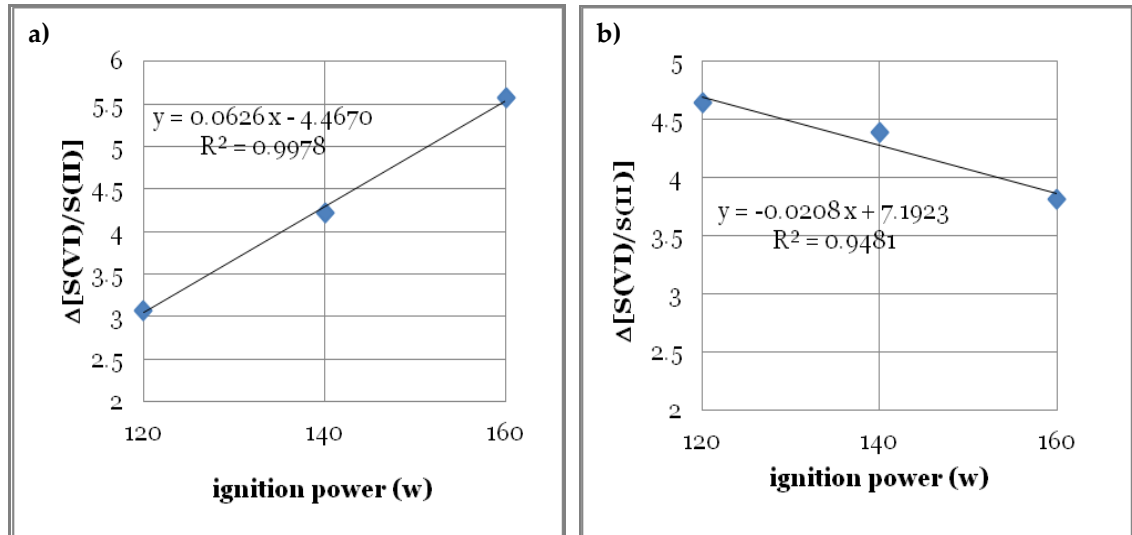 a)
Δ[S(VI)/S(II)]
6
5.5
5
4.5
4
3.5
3
2.5
2
y = 0.0626x - 4.4670
R² = 0.9978
120 140 160
ignition power (w)
b)
Δ[S(VI)/s(II)]
5
4.5
4
3.5
3
2.5
2
y = -0.0208x + 7.1923
R² = 0.9481
120 140 160
ignition power (w)